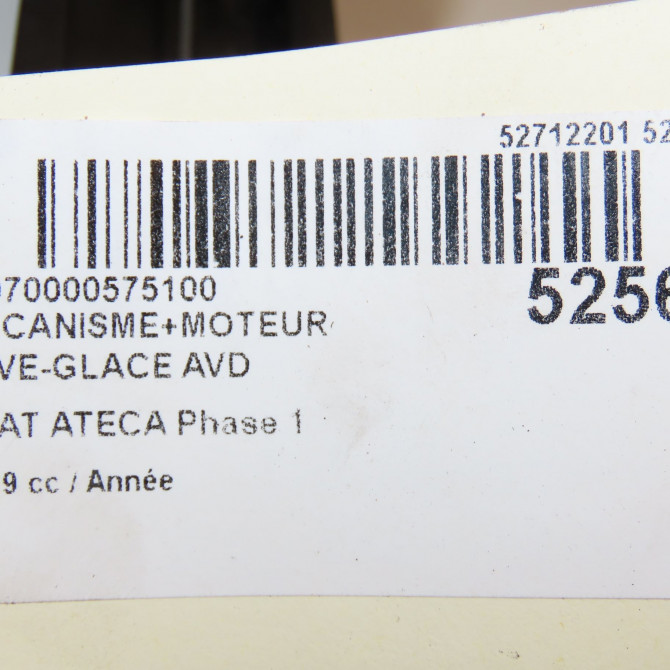 52712201 52
070000575100
5256
CANISME+MOTEUR
VE-GLACE AVD
AT ATECA Phase 1
9 cc / Année